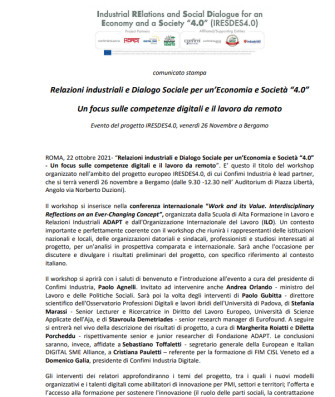 Industrial RElations and Social Dialogue for an
Economy and a Society “4.0” (IRESDES4.0)
comunicato stampa
Relazioni industriali e Dialogo Sociale per un’Economia e Società “4.0”
Un focus sulle competenze digitali e il lavoro da remoto
Evento del progetto IRESDES4.0, venerdì 26 Novembre a Bergamo
ROMA, 22 ottobre 2021- “Relazioni industriali e Dialogo Sociale per un’Economia e Società “4.0”
- Un focus sulle competenze digitali e il lavoro da remoto”. E’ questo il titolo del workshop
organizzato nell’ambito del progetto europeo IRESDES4.0, di cui Confimi Industria è lead partner,
che si terrà venerdì 26 novembre a Bergamo (dalle 9.30 -12.30 nell’ Auditorium di Piazza Libertà,
Angolo via Norberto Duzioni).
Il workshop si inserisce nella conferenza internazionale “Work and its Value. Interdisciplinary
Reflections on an Ever-Changing Concept”, organizzata dalla Scuola di Alta Formazione in Lavoro e
Relazioni Industriali ADAPT e dall’Organizzazione Internazionale del Lavoro (ILO). Un contesto
importante e perfettamente coerente con il workshop che riunirà i rappresentanti delle istituzioni
nazionali e locali, delle organizzazioni datoriali e sindacali, professionisti e studiosi interessati al
progetto, per un’analisi in prospettiva comparata e internazionale. Sarà anche l’occasione per
discutere e divulgare i risultati preliminari del progetto, con specifico riferimento al contesto
italiano.
Il workshop si aprirà con i saluti di benvenuto e l’introduzione all’evento a cura del presidente di
Confimi Industria, Paolo Agnelli. Invitato ad intervenire anche Andrea Orlando - ministro del
Lavoro e delle Politiche Sociali. Sarà poi la volta degli interventi di Paolo Gubitta - direttore
scientifico dell’Osservatorio Professioni Digitali e lavori ibridi dell’Università di Padova, di Stefania
Marassi - Senior Lecturer e Ricercatrice in Diritto del Lavoro Europeo, Università di Scienze
Applicate dell’Aja, e di Stavroula Demetriades - senior research manager di Eurofound. A seguire
si entrerà nel vivo della descrizione dei risultati di progetto, a cura di Margherita Roiatti e Diletta
Porcheddu - rispettivamente senior e junior researcher di Fondazione ADAPT. Le conclusioni
saranno, invece, affidate a Sebastiano Toffaletti - segretario generale della European e Italian
DIGITAL SME Alliance, a Cristiana Pauletti – referente per la formazione di FIM CISL Veneto ed a
Domenico Galia, presidente di Confimi Industria Digitale.
Gli interventi dei relatori approfondiranno i temi del progetto, tra i quali i nuovi modelli
organizzativi e i talenti digitali come abilitatori di innovazione per PMI, settori e territori; l’offerta e
l’accesso alla formazione per sostenere l’innovazione (il ruolo delle parti sociali, la contrattazione